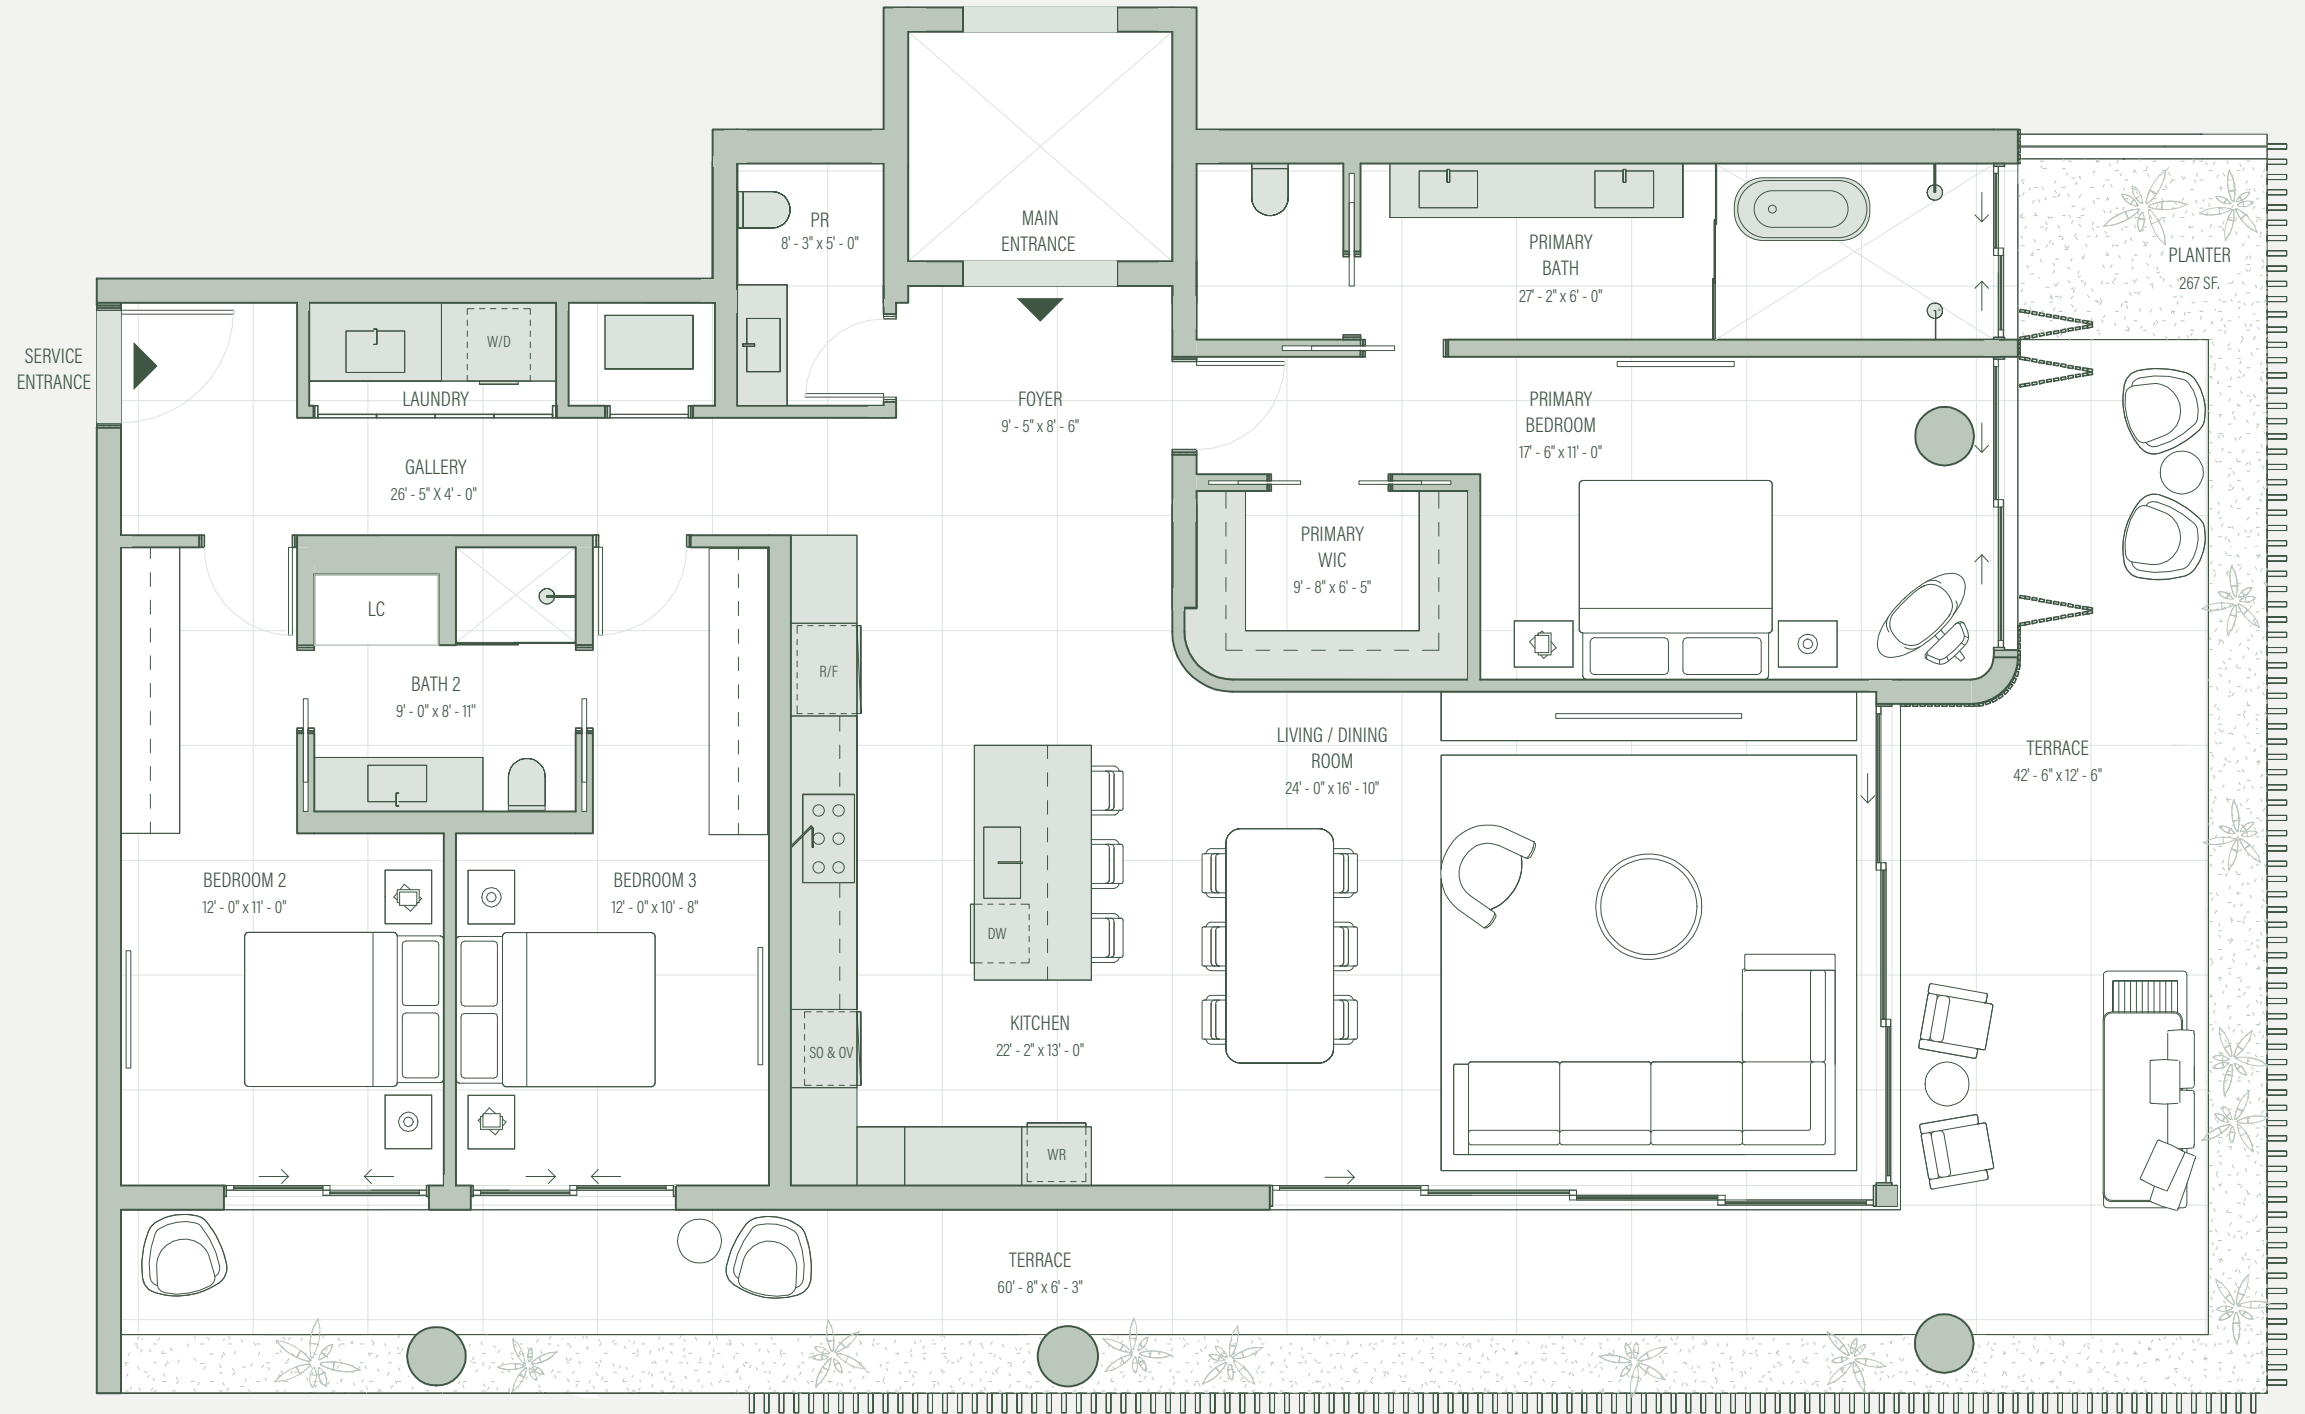 MAIN
ENTRANCE
PR
8' - 3" x 5' - 0"
PRIMARY
BATH
27' - 2" x 6' - 0"
PLANTER
267 SF.
SERVICE
ENTRANCE
W/D
LAUNDRY
FOYER
9' - 5" x 8' - 6"
PRIMARY
BEDROOM
17' - 6" x 11' - 0"
GALLERY
26' - 5" X 4' - 0"
PRIMARY
WIC
9' - 8" x 6' - 5"
LC
BATH 2
9' - 0" x 8' - 11"
R/F
LIVING / DINING
ROOM
24' - 0" x 16' - 10"
TERRACE
42' - 6" x 12' - 6"
BEDROOM 2
12' - 0" x 11' - 0"
BEDROOM 3
12' - 0" x 10' - 8"
DW
KITCHEN
22' - 2" x 13' - 0"
SO & OV
WR
TERRACE
60' - 8" x 6' - 3"